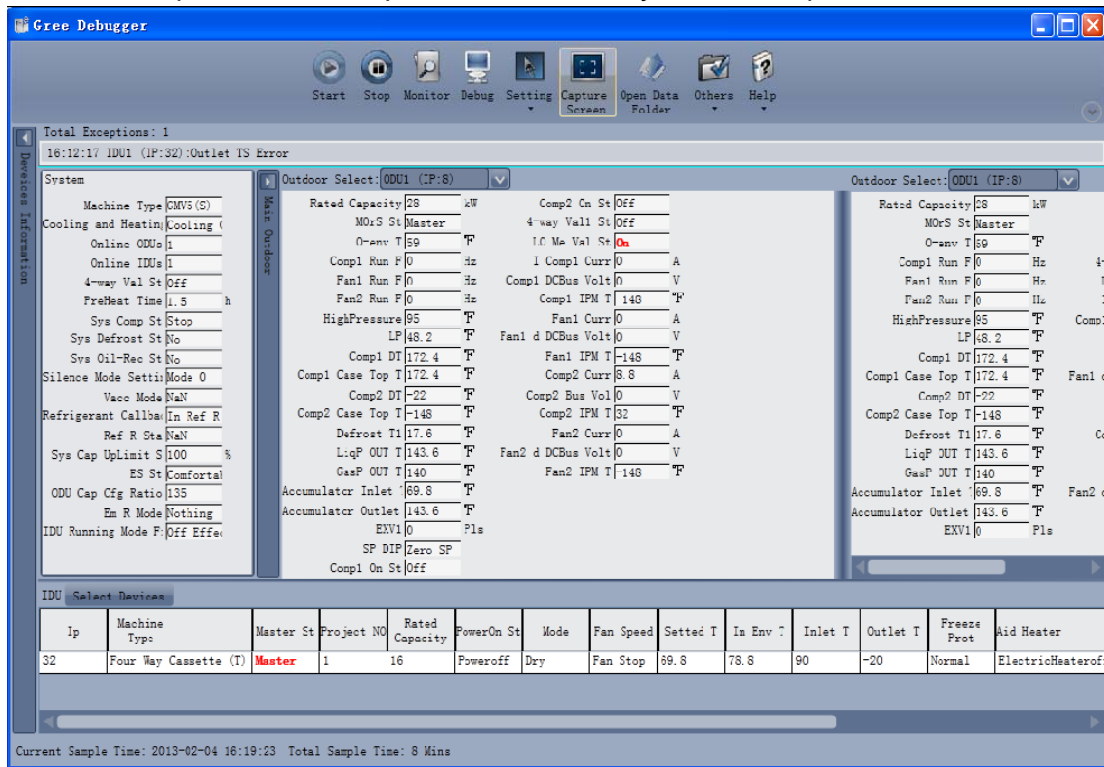 Gree Debugger
Start Stop Monitor Debug Setting Capture Screen Open Data Folder Others Help
Total Exceptions: 1
16:12:17 IDU1 (IP:32):Outlet TS Error
Deveices Information
System
Machine Type GMV5(S)
Cooling and Heatin Cooling
Online ODUs 1
Online IDUs 1
4-way Val St Off
PreHeat Time 1.5 h
Sys Comp St Stop
Sys Defrost St No
Sys Oil-Rec St No
Silence Mode Setti Mode 0
Vacc Mode NaN
Refrigerant Callba In Ref R
Ref R Sta NaN
Sys Cap UpLimit S 100 %
ES St Comforta
ODU Cap Cfg Ratio 135
Em R Mode Nothing
IDU Running Mode F Off Effe
Main Outdoor
Outdoor Select: ODU1 (IP:8)
Rated Capacity 28 kW
MOrS St Master
O-env T 59 ℉
Comp1 Run F 0 Hz
Fan1 Run F 0 Hz
Fan2 Run F 0 Hz
HighPressure 95 ℉
LP 48.2 ℉
Comp1 DT 172.4 ℉
Comp1 Case Top T 172.4 ℉
Comp2 DT -22 ℉
Comp2 Case Top T -148 ℉
Defrost T1 17.6 ℉
LiqP OUT T 143.6 ℉
GasP OUT T 140 ℉
Accumulator Inlet 69.8 ℉
Accumulator Outlet 143.6 ℉
EXV1 0 Pls
SP DIP Zero SP
Comp1 On St Off
Comp2 On St Off
4-way Val1 St Off
LC Me Val St On
I Comp1 Curr 0 A
Comp1 DCBus Volt 0 V
Comp1 IPM T -148 ℉
Fan1 Curr 0 A
Fan1 d DCBus Volt 0 V
Fan1 IPM T -148 ℉
Comp2 Curr 8.8 A
Comp2 Bus Vol 0 V
Comp2 IPM T 32 ℉
Fan2 Curr 0 A
Fan2 d DCBus Volt 0 V
Fan2 IPM T -148 ℉
Outdoor Select: ODU1 (IP:8)
Rated Capacity 28 kW
MOrS St Master
O-env T 59 ℉
Comp1 Run F 0 Hz 4-
Fan1 Run F 0 Hz
Fan2 Run F 0 Hz
HighPressure 95 ℉ Comp1
LP 48.2 ℉
Comp1 DT 172.4 ℉
Comp1 Case Top T 172.4 ℉ Fan1 d
Comp2 DT -22 ℉
Comp2 Case Top T -148 ℉
Defrost T1 17.6 ℉
LiqP OUT T 143.6 ℉
GasP OUT T 140 ℉
Accumulator Inlet 69.8 ℉ Fan2 d
Accumulator Outlet 143.6 ℉
EXV1 0 Pls
IDU Select Devices
Ip Machine Type Master St Project NO Rated Capacity PowerOn St Mode Fan Speed Setted T In Env T Inlet T Outlet T Freeze Prot Aid Heater
32 Four Way Cassette (T) Master 1 16 Poweroff Dry Fan Stop 69.8 78.8 90 -20 Normal ElectricHeaterof
Current Sample Time: 2013-02-04 16:19:23 Total Sample Time: 8 Mins